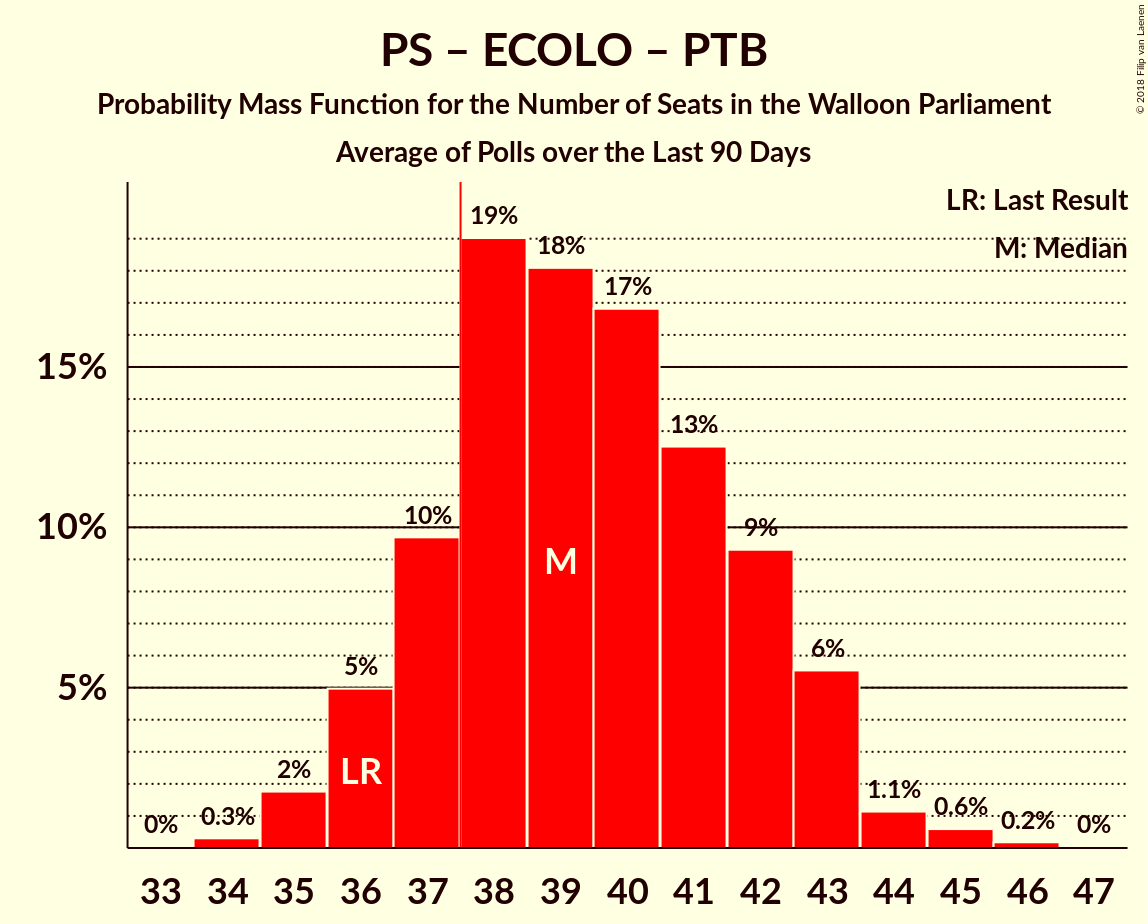 PS – ECOLO – PTB
Probability Mass Function for the Number of Seats in the Walloon Parliament
Average of Polls over the Last 90 Days
© 2018 Filip van Laenen
LR: Last Result
M: Median
15%
10%
5%
0%
0.3%
2%
5%
10%
19%
18%
17%
13%
9%
6%
1.1%
0.6%
0.2%
0%
LR
M
33 34 35 36 37 38 39 40 41 42 43 44 45 46 47